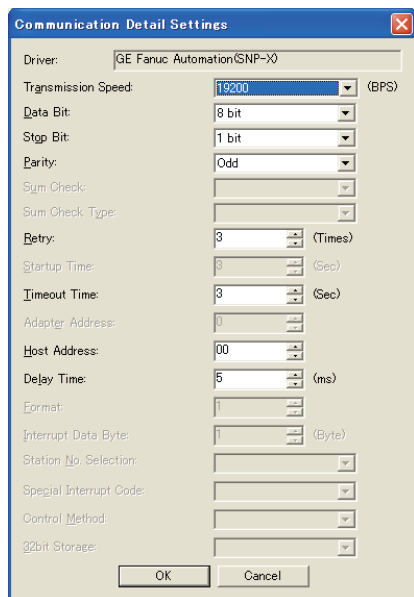 Communication Detail Settings
Driver: GE Fanuc Automation(SNP-X)
Transmission Speed: 19200 (BPS)
Data Bit: 8 bit
Stop Bit: 1 bit
Parity: Odd
Sum Check:
Sum Check Type:
Retry: 3 (Times)
Startup Time: 3 (Sec)
Timeout Time: 3 (Sec)
Adapter Address: 0
Host Address: 00
Delay Time: 5 (ms)
Format: 1
Interrupt Data Byte: 1 (Byte)
Station No. Selection:
Special Interrupt Code:
Control Method:
32bit Storage:
OK Cancel